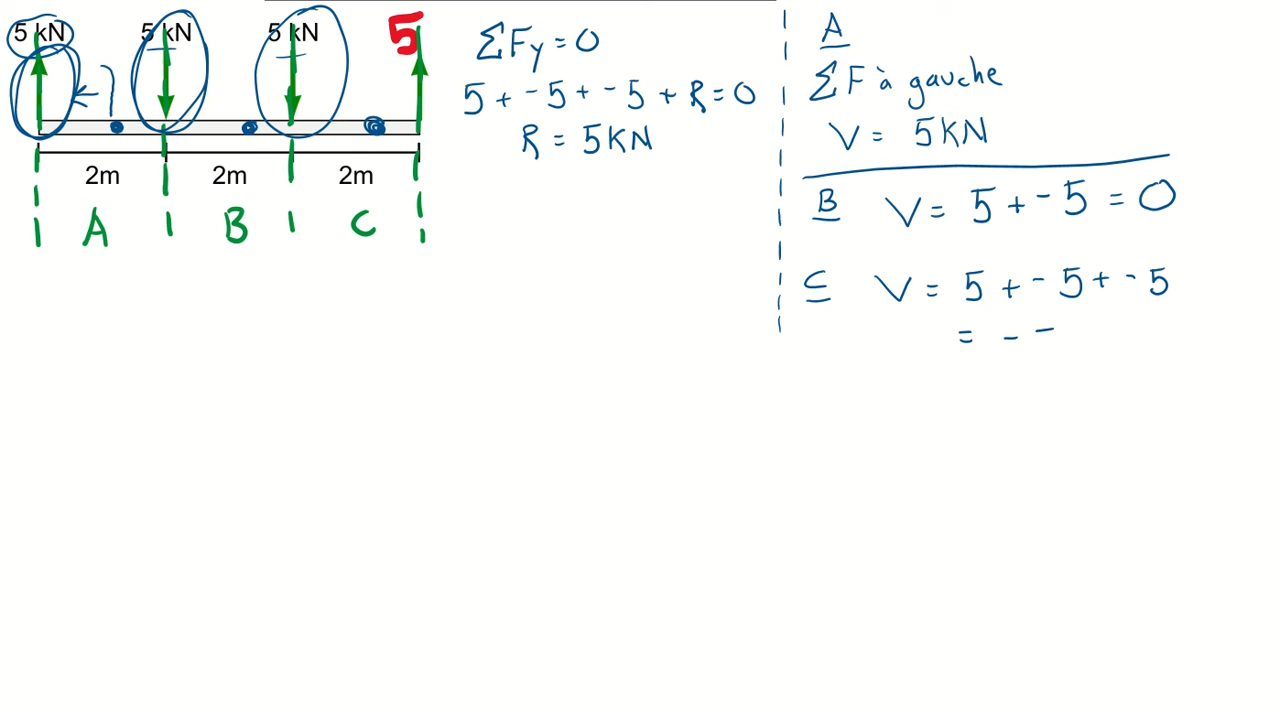 5 kN 5 kN 5 kN 5
2m 2m 2m
A B C
ΣFy = 0
5 + -5 + -5 + R = 0
R = 5KN
A
ΣF à gauche
V = 5KN
B V = 5 + -5 = 0
C V = 5 + -5 + -5
= - -